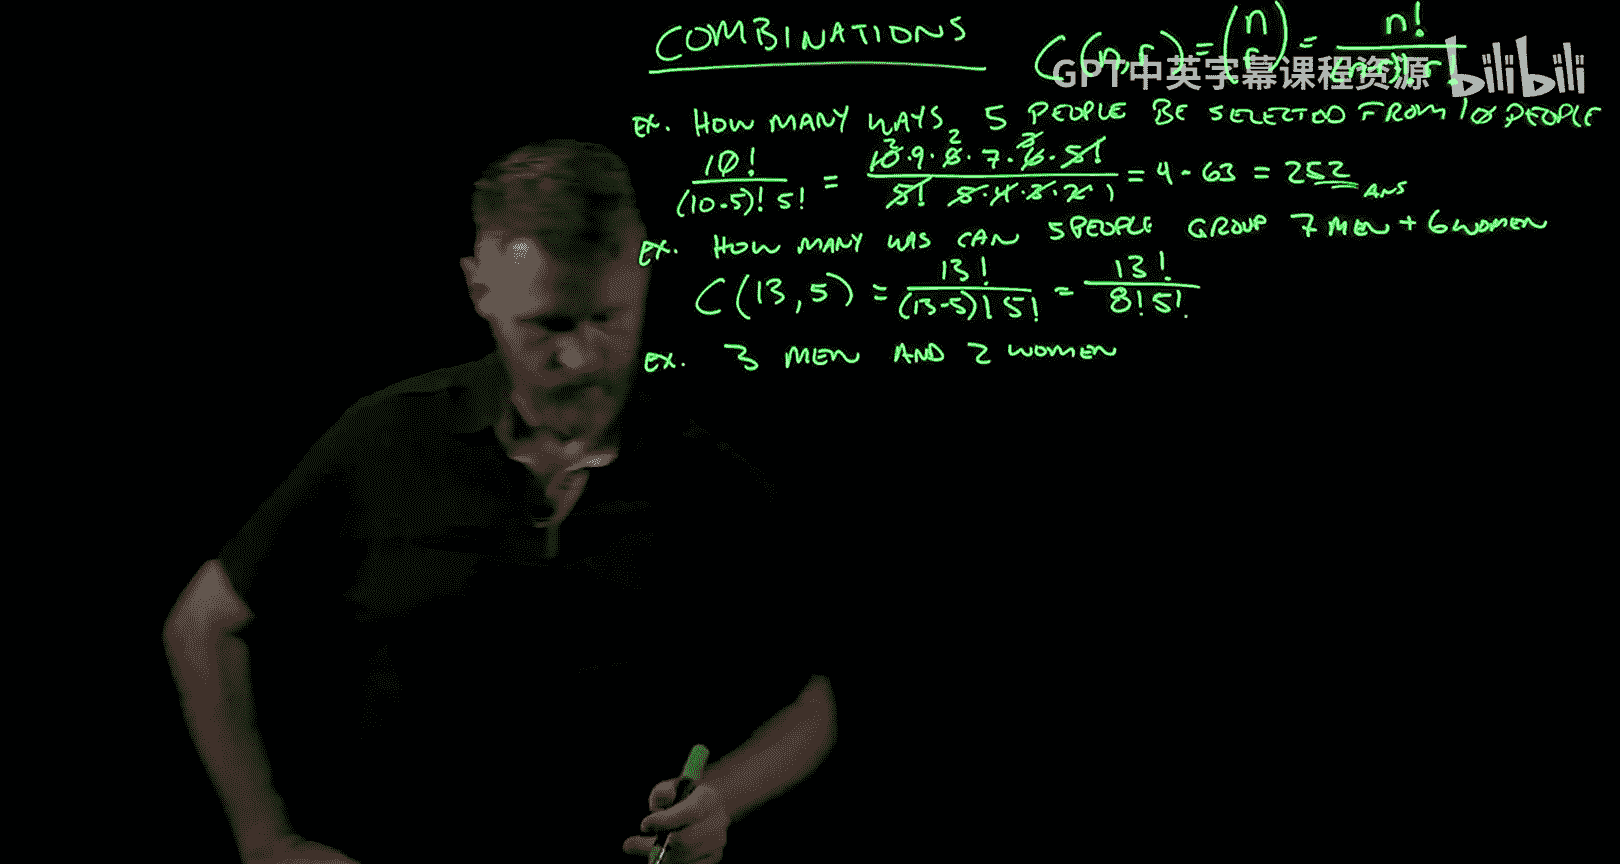 COMBINATIONS C(n,r) = (n r) = n! / (n-r)! r!
GPT中英字幕课程资源 bilibili
EX. HOW MANY WAYS, 5 PEOPLE BE SELECTED FROM 10 PEOPLE
10! / (10-5)! 5! = 10·9·8·7·6·5! / 5! 5·4·3·2·1 = 4 · 63 = 252 ANS
EX. HOW MANY WAS CAN 5 PEOPLE GROUP 7 MEN + 6 WOMEN
C(13,5) = 13! / (13-5)! 5! = 13! / 8! 5!
EX. 3 MEN AND 2 WOMEN